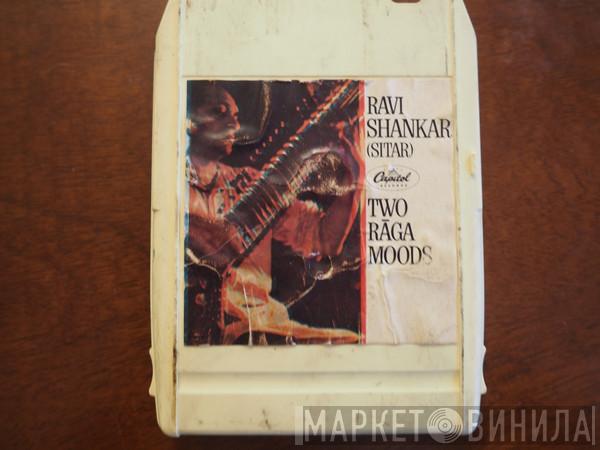 RAVI
SHANKAR
(SITAR)
Capitol
RECORDS
TWO
RĀGA
MOODS
МАРКЕТ ВИНИЛА